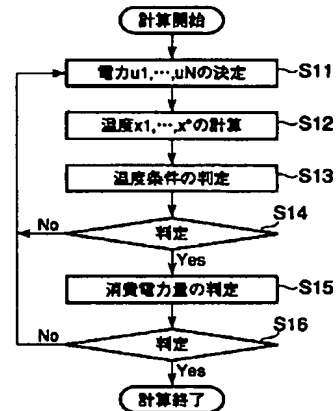 計算開始
電力u1,…,uNの決定
S11
温度x1,…,x°の計算
S12
温度条件の判定
S13
S14
No
判定
Yes
消費電力量の判定
S15
S16
No
判定
Yes
計算終了